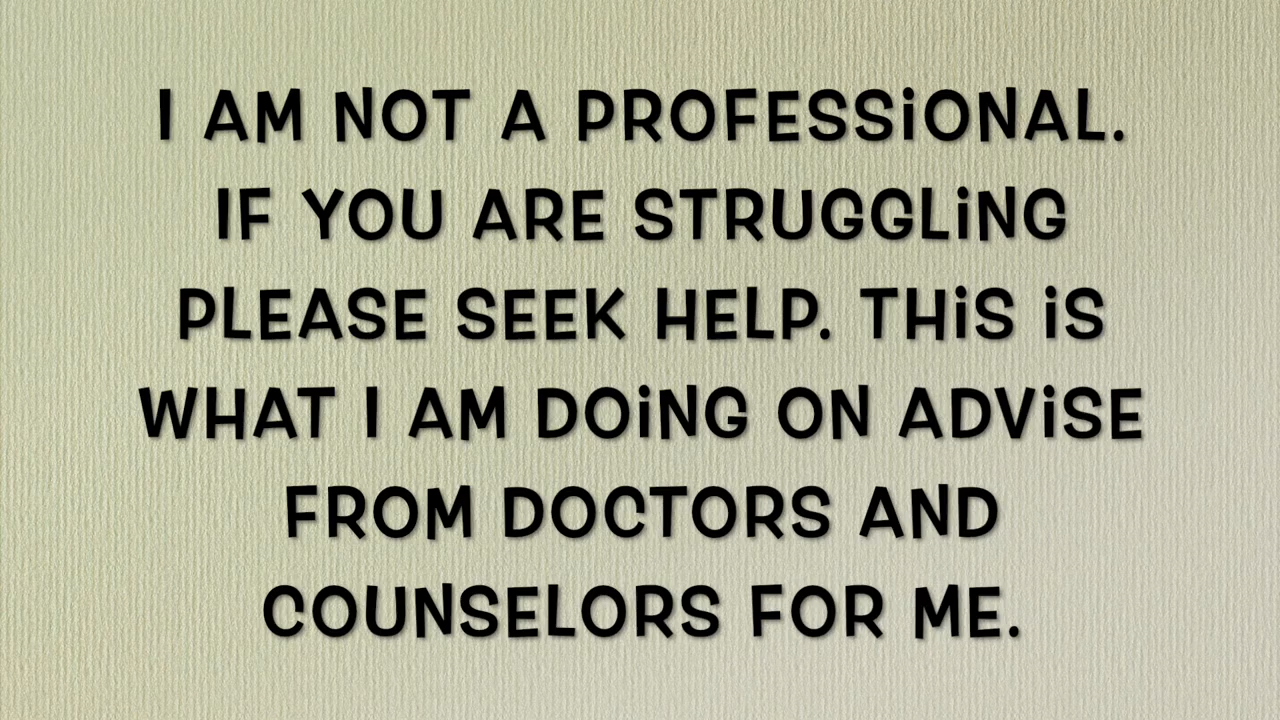 I AM NOT A PROFESSiONAL.
IF YOU ARE STRUGGLiNG
PLEASE SEEK HELP. THiS iS
WHAT I AM DOiNG ON ADViSE
FROM DOCTORS AND
COUNSELORS FOR ME.